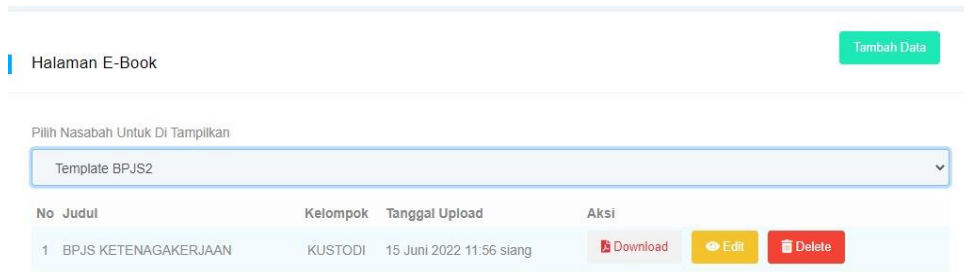 Tambah Data
Halaman E-Book
Pilih Nasabah Untuk Di Tampilkan
Template BPJS2
No Judul Kelompok Tanggal Upload Aksi
1 BPJS KETENAGAKERJAAN KUSTODI 15 Juni 2022 11:56 siang Download Edit Delete